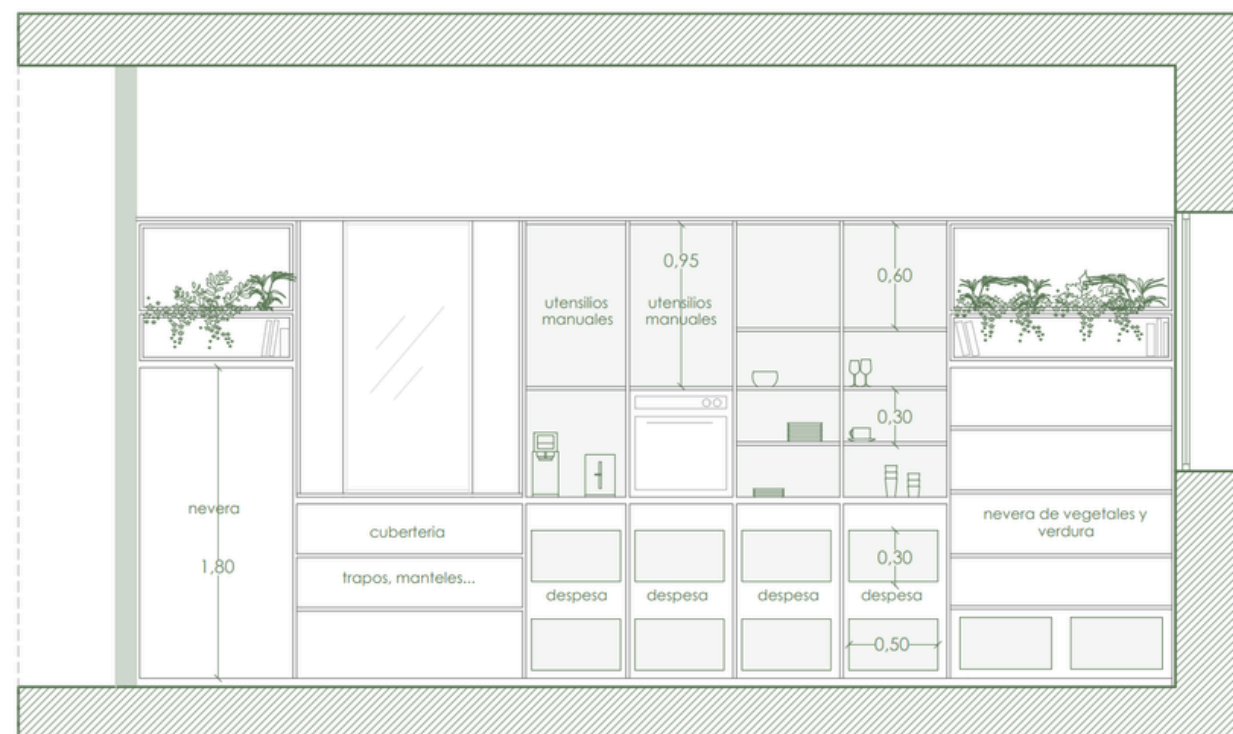 0,95
0,60
utensilios
manuales
utensilios
manuales
0,30
nevera
1,80
cubertería
trapos, manteles...
nevera de vegetales y
verdura
0,30
despesa
despesa
despesa
despesa
0,50